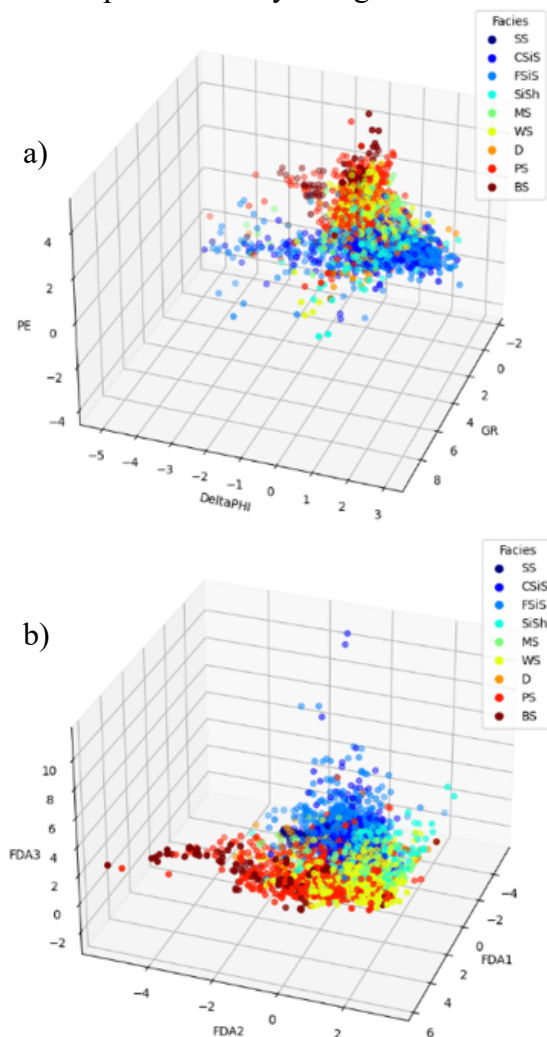 a)
Facies
SS
CSiS
FSiS
SiSh
MS
WS
D
PS
BS
4
2
0
-2
-4
PE
-5
-4
-3
-2
-1
0
1
2
3
DeltaPHI
-2
0
2
4
6
8
GR
b)
Facies
SS
CSiS
FSiS
SiSh
MS
WS
D
PS
BS
10
8
6
4
2
0
-2
FDA3
-4
-2
0
2
FDA2
-4
-2
0
2
4
6
FDA1